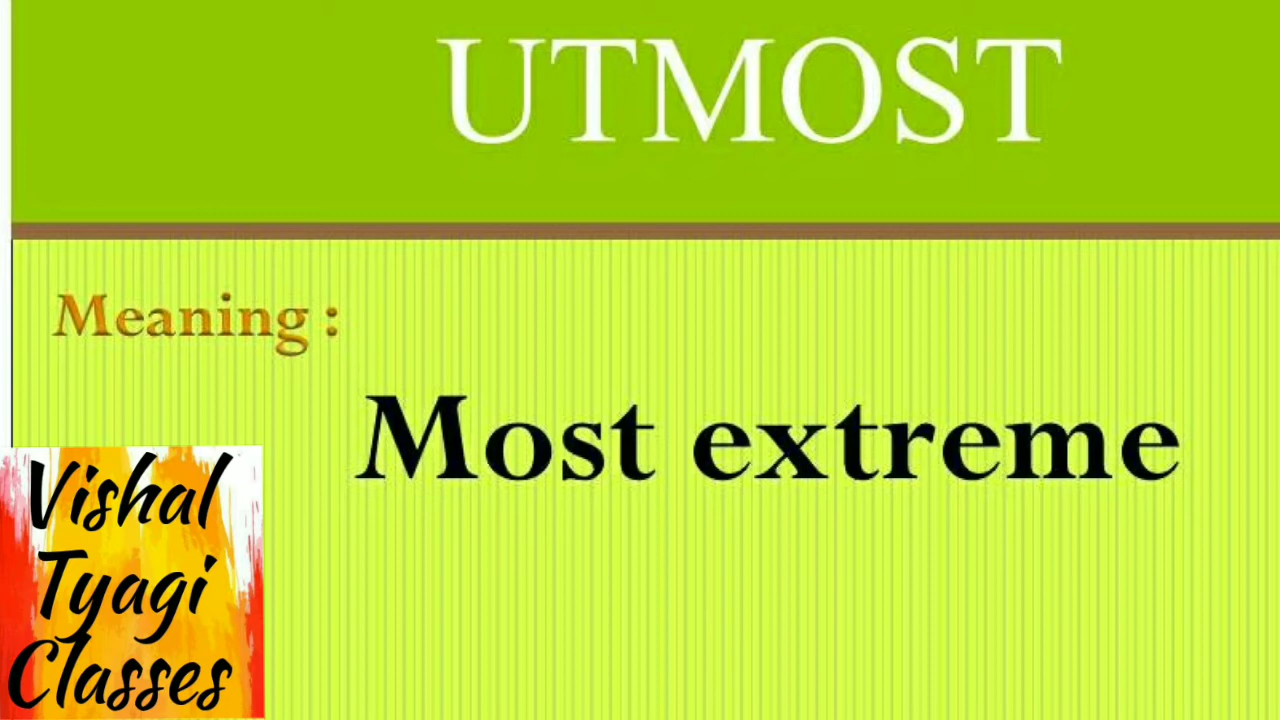 UTMOST
Meaning :
Most extreme
Vishal
Tyagi
Classes